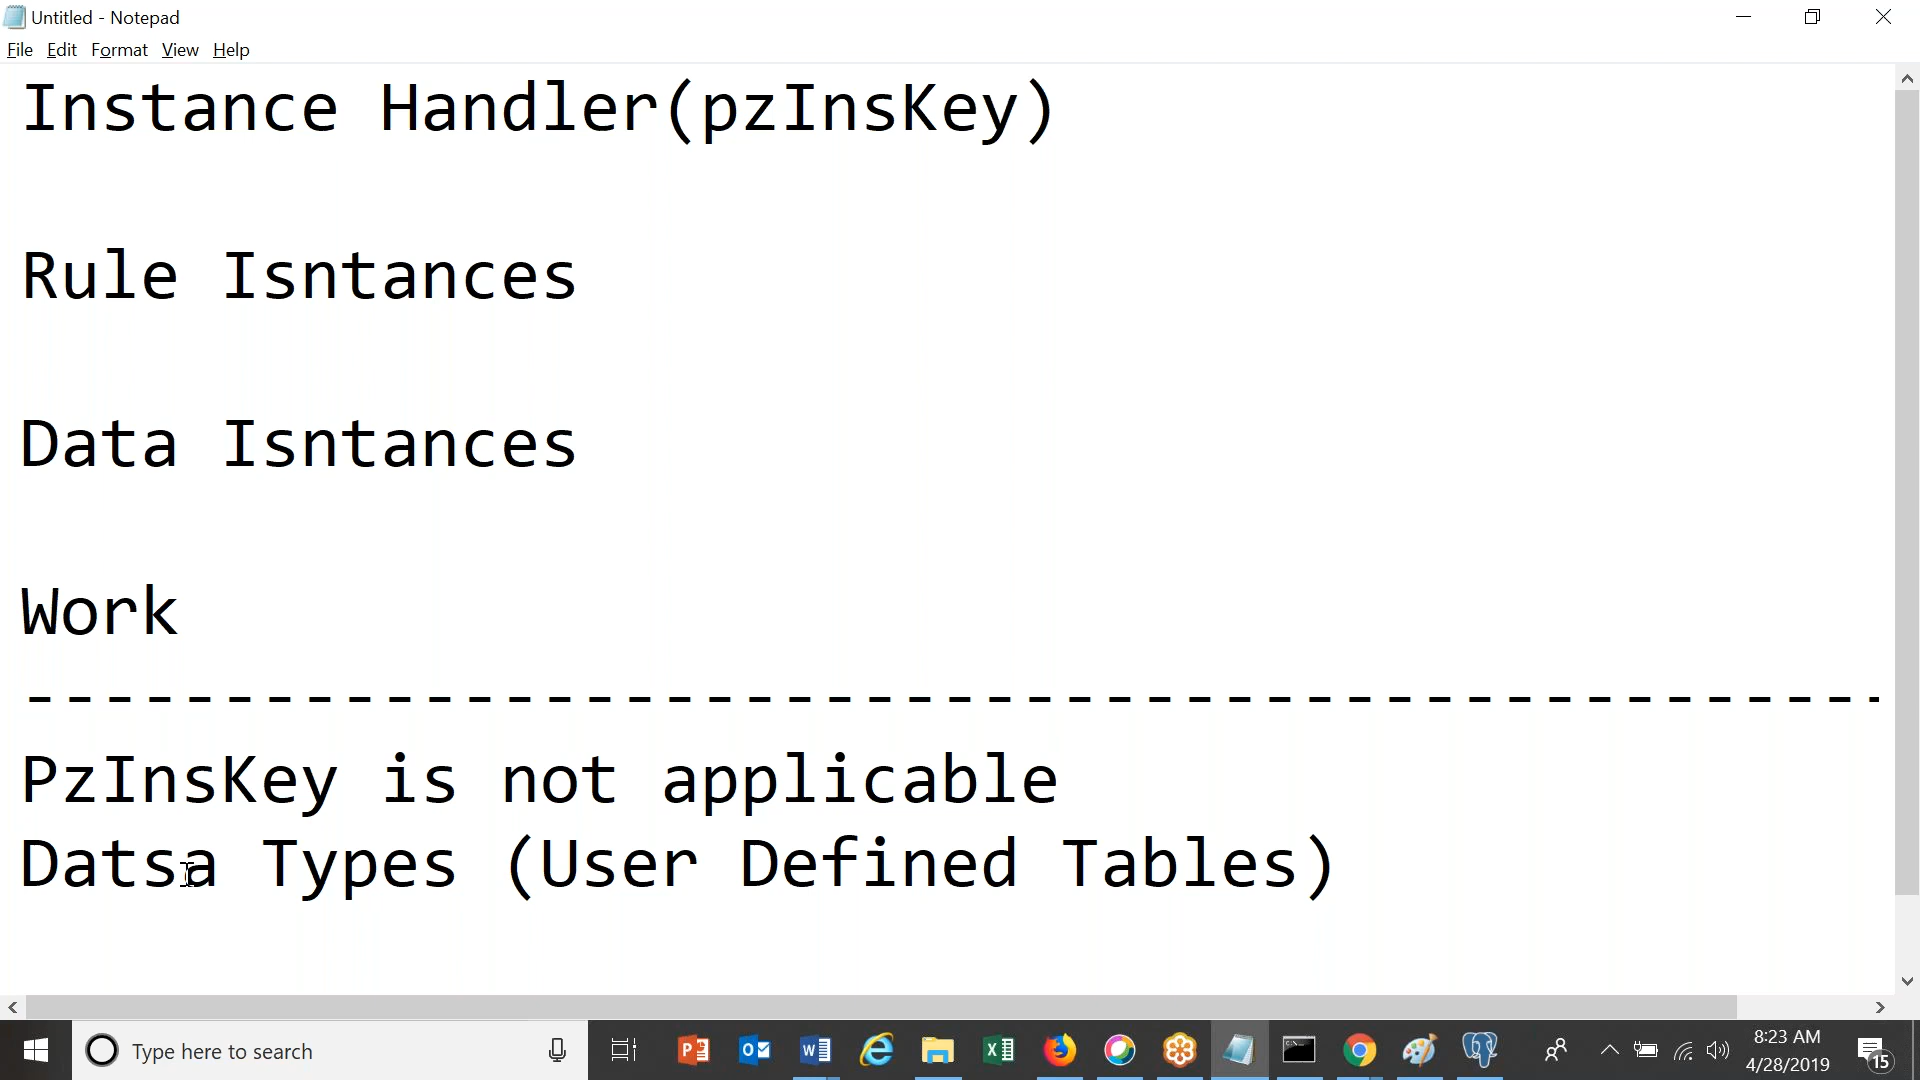 Untitled - Notepad
File Edit Format View Help
Instance Handler(pzInsKey)
Rule Isntances
Data Isntances
Work
-----------------------------------------------
PzInsKey is not applicable
Datsa Types (User Defined Tables)
Type here to search
8:23 AM
4/28/2019
15